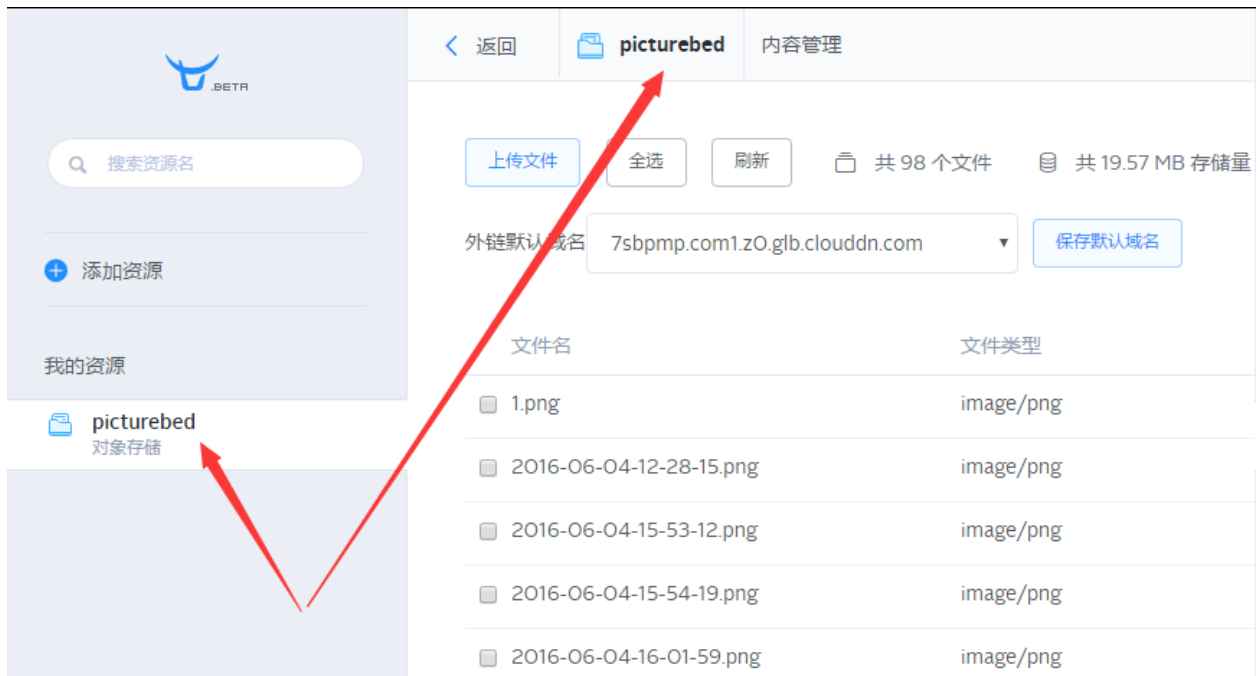 .BETA
搜索资源名
添加资源
我的资源
picturebed
对象存储
返回 picturebed 内容管理
上传文件 全选 刷新 共 98 个文件 共 19.57 MB 存储量
外链默认域名 7sbpmp.com1.z0.glb.clouddn.com 保存默认域名
文件名 文件类型
1.png image/png
2016-06-04-12-28-15.png image/png
2016-06-04-15-53-12.png image/png
2016-06-04-15-54-19.png image/png
2016-06-04-16-01-59.png image/png